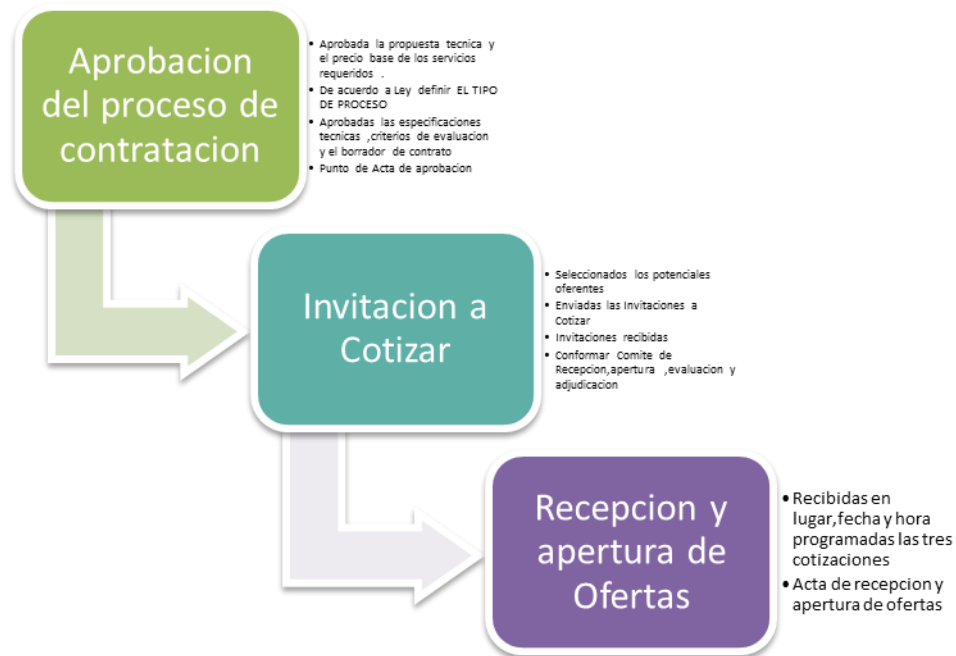 Aprobacion
del proceso de
contratacion
• Aprobada la propuesta tecnica y
el precio base de los servicios
requeridos .
• De acuerdo a Ley definir EL TIPO
DE PROCESO
• Aprobadas las especificaciones
tecnicas ,criterios de evaluacion
y el borrador de contrato
• Punto de Acta de aprobacion
Invitacion a
Cotizar
• Seleccionados los potenciales
oferentes
• Enviadas las Invitaciones a
Cotizar
• Invitaciones recibidas
• Conformar Comite de
Recepcion,apertura ,evaluacion y
adjudicacion
Recepcion y
apertura de
Ofertas
• Recibidas en
lugar,fecha y hora
programadas las tres
cotizaciones
• Acta de recepcion y
apertura de ofertas